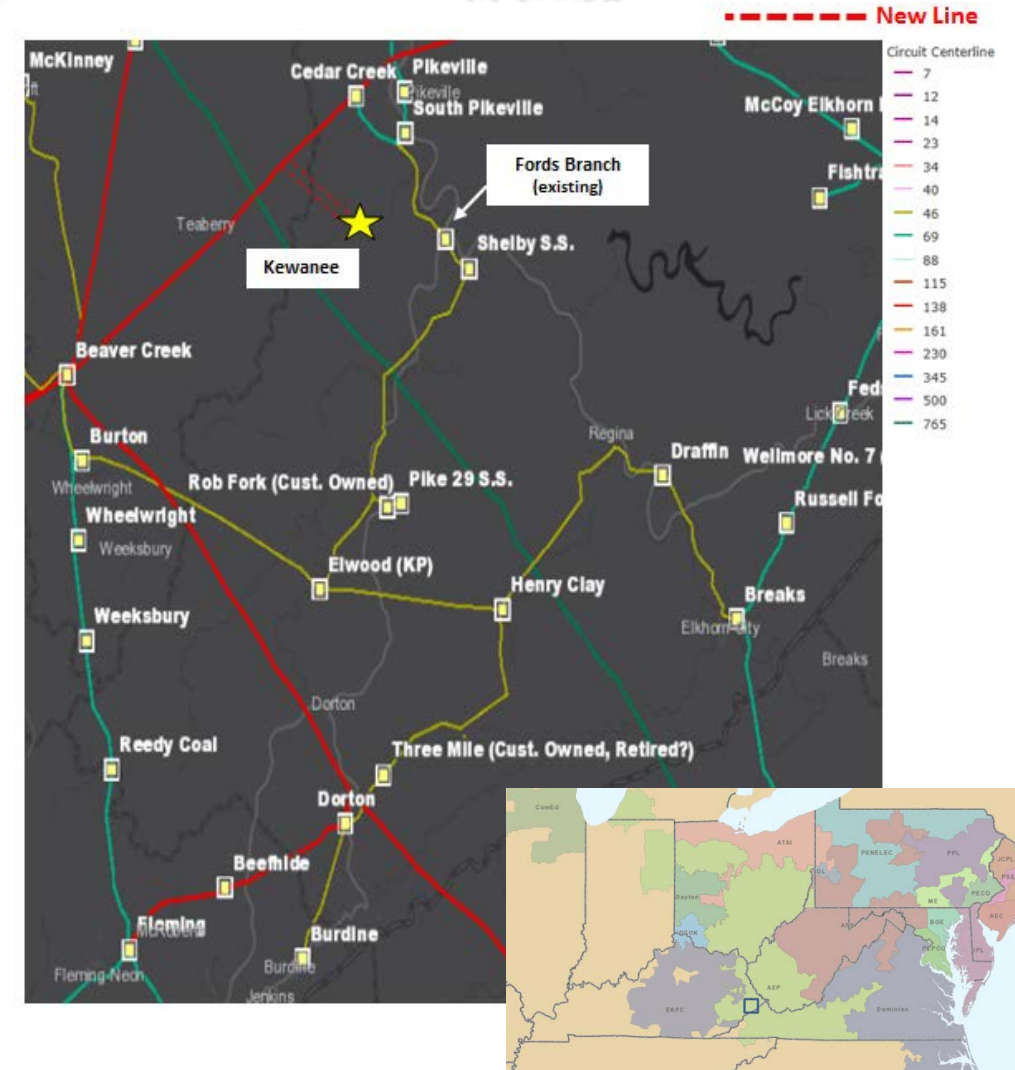 New Line
Circuit Centerline
7
12
14
23
34
40
46
69
88
115
138
161
230
345
500
765
McKinney
Cedar Creek
Pikeville
Pikeville
South Pikeville
McCoy Elkhorn
Fishtra
Fords Branch
(existing)
Teaberry
Shelby S.S.
Kewanee
Beaver Creek
Feds
Lick Creek
Burton
Regina
Draffin
Wellmore No. 7
Rob Fork (Cust. Owned)
Pike 29 S.S.
Wheelwright
Russell Fo
Wheelwright
Weeksbury
Elwood (KP)
Henry Clay
Breaks
Weeksbury
Elkhorn City
Breaks
Dorton
Reedy Coal
Three Mile (Cust. Owned, Retired?)
Dorton
Beefhide
Fleming
Burdine
Fleming-Neon
Burdine
Jenkins
ComEd
ATSI
PENELEC
PPL
JCPL
Dayton
ME
PECO
AEC
BGE
PEPCO
AEP
EKPC
Dominion